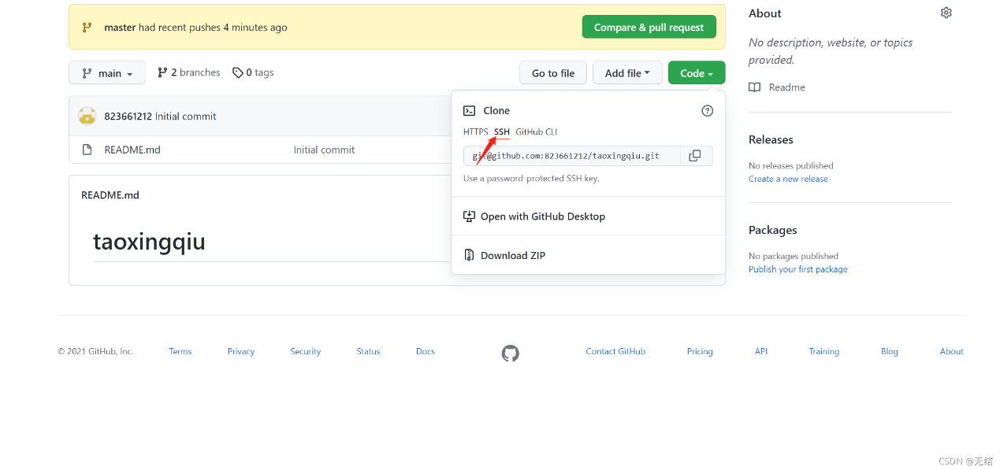 master had recent pushes 4 minutes ago
Compare & pull request
main
2 branches
0 tags
Go to file
Add file
Code
823661212 Initial commit
README.md
Initial commit
README.md
taoxingqiu
Clone
HTTPS SSH GitHub CLI
git@github.com:823661212/taoxingqiu.git
Use a password-protected SSH key.
Open with GitHub Desktop
Download ZIP
About
No description, website, or topics
provided.
Readme
Releases
No releases published
Create a new release
Packages
No packages published
Publish your first package
© 2021 GitHub, Inc.
Terms
Privacy
Security
Status
Docs
Contact GitHub
Pricing
API
Training
Blog
About
CSDN @无结